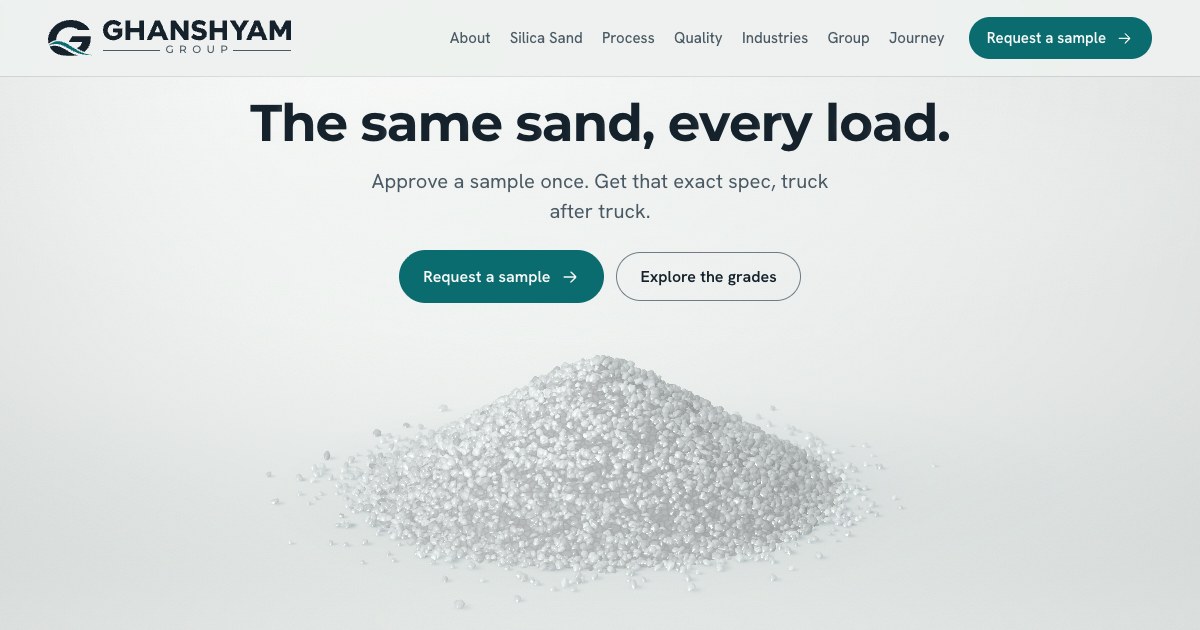 GHANSHYAM
GROUP
About Silica Sand Process Quality Industries Group Journey Request a sample →
The same sand, every load.
Approve a sample once. Get that exact spec, truck
after truck.
Request a sample → Explore the grades